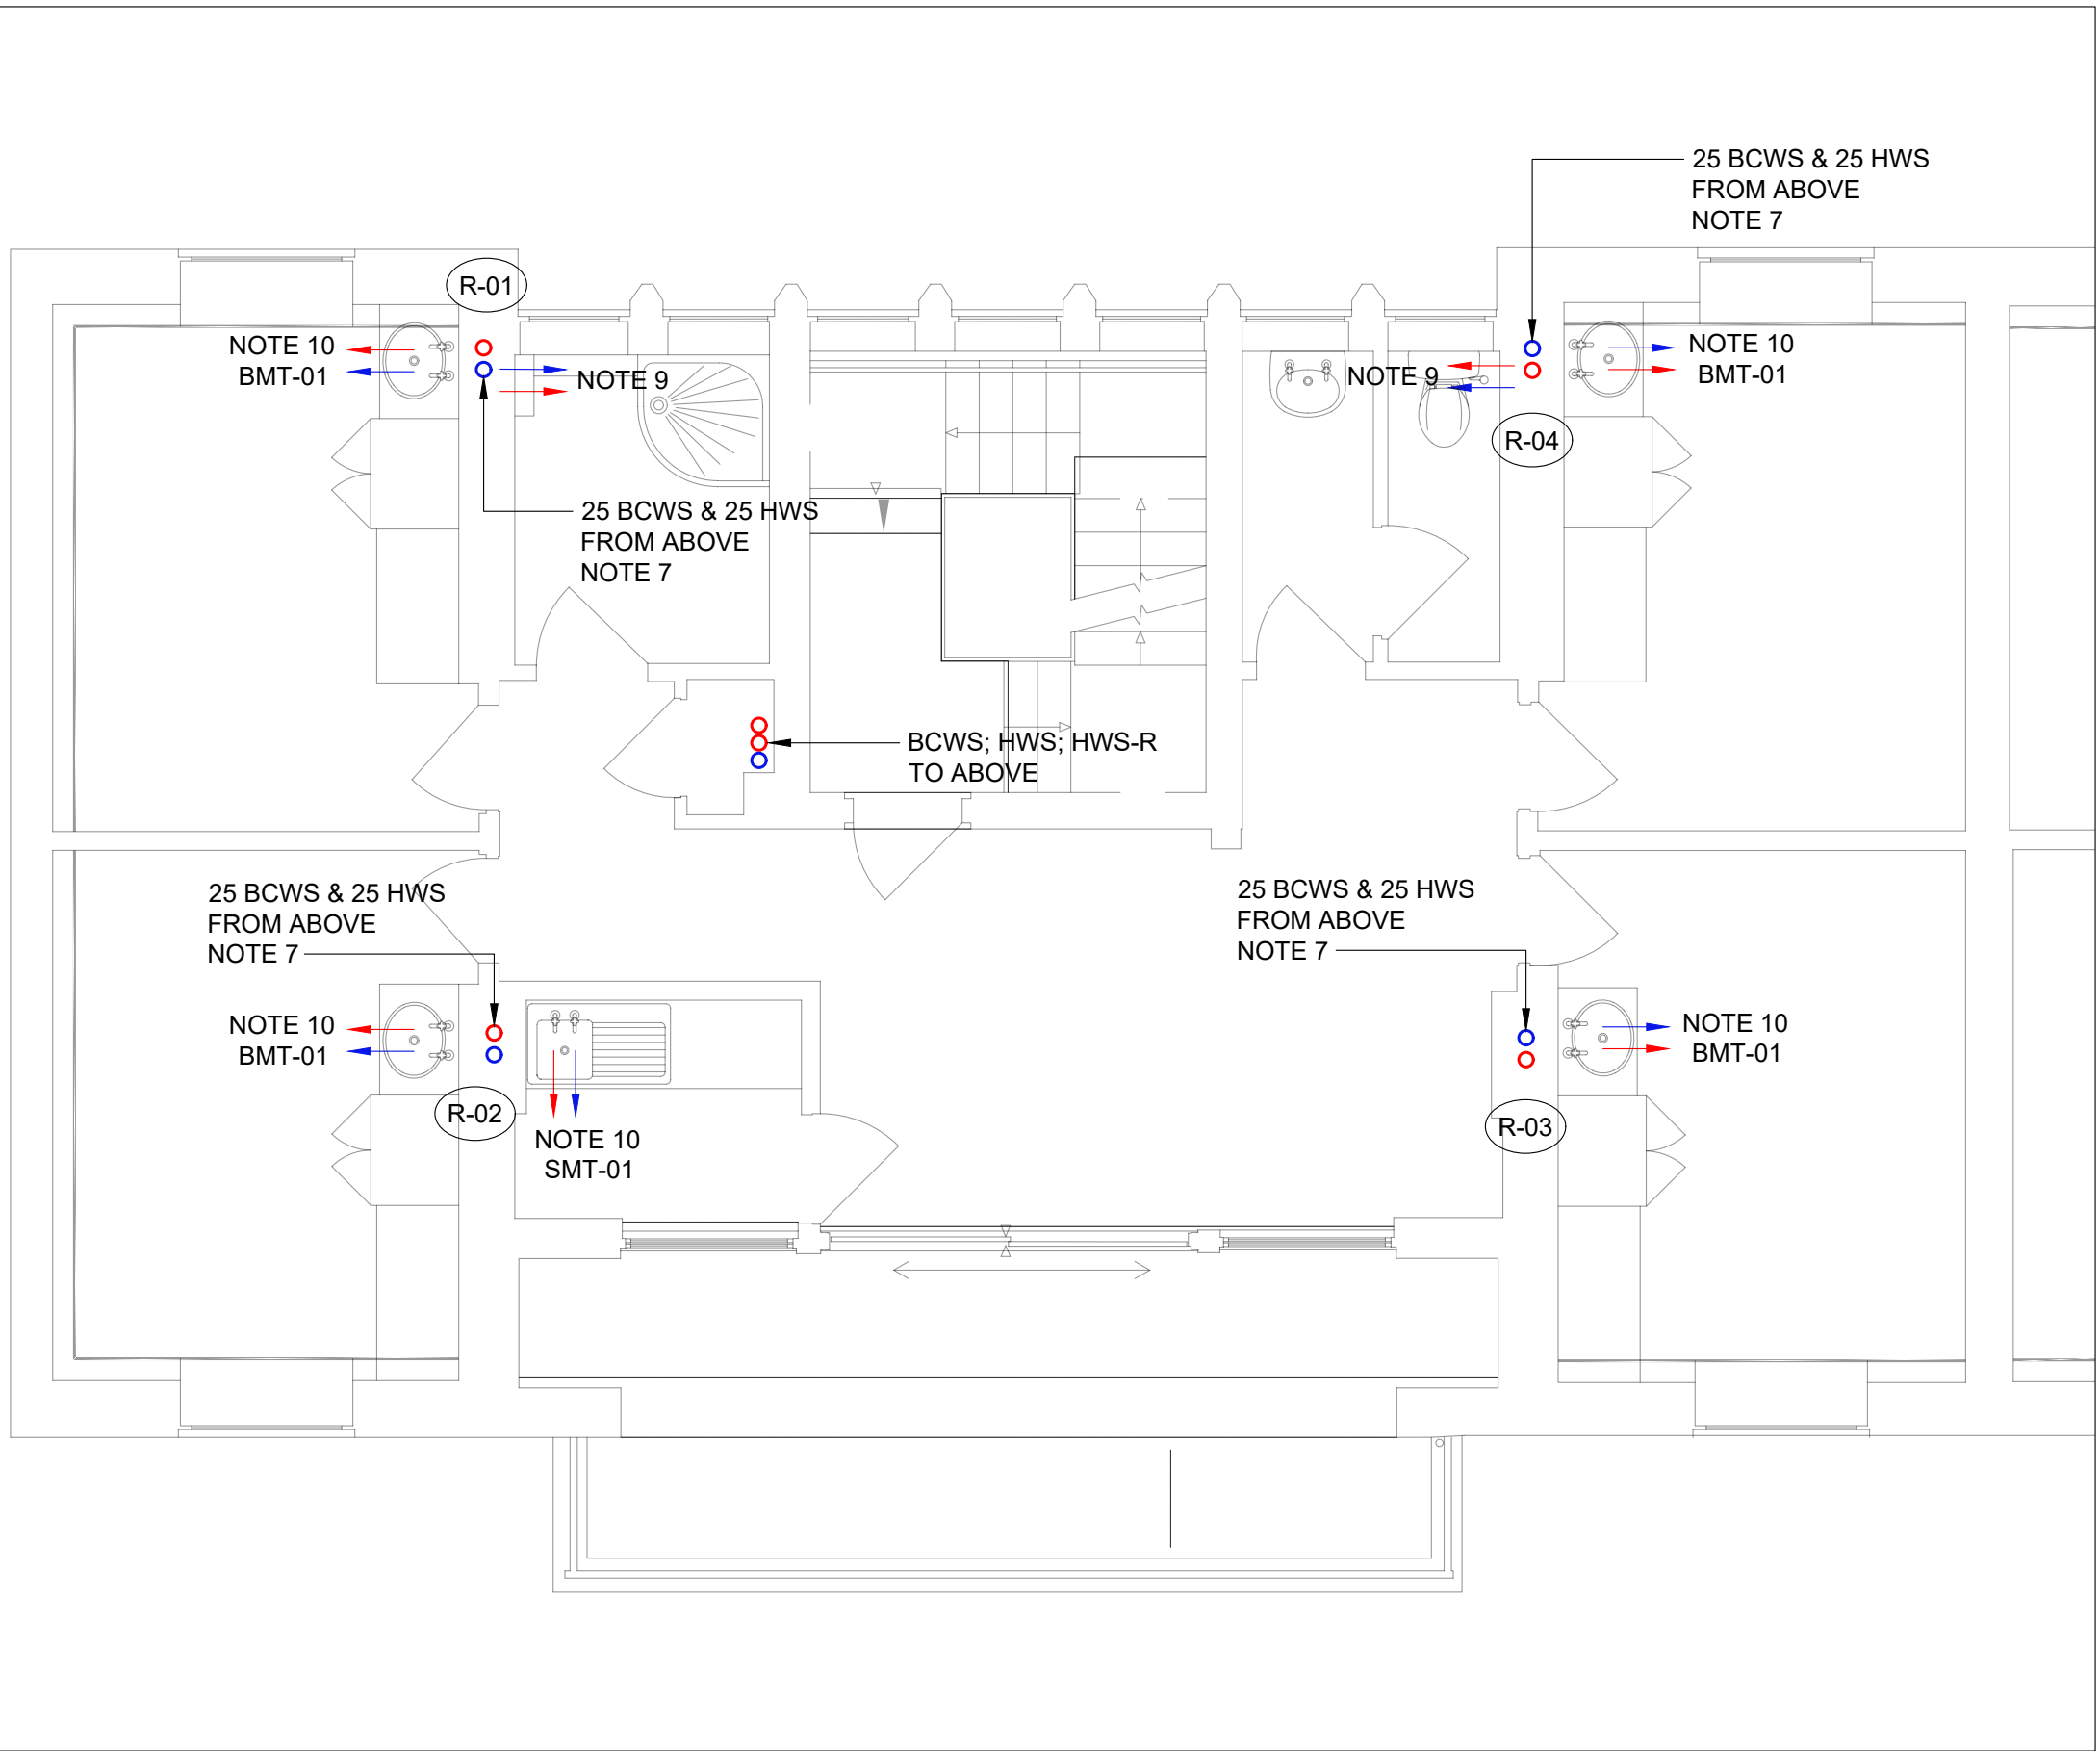 25 BCWS & 25 HWS
FROM ABOVE
NOTE 7
R-01
NOTE 10
BMT-01
NOTE 9
NOTE 9
NOTE 10
BMT-01
R-04
25 BCWS & 25 HWS
FROM ABOVE
NOTE 7
BCWS; HWS; HWS-R
TO ABOVE
25 BCWS & 25 HWS
FROM ABOVE
NOTE 7
25 BCWS & 25 HWS
FROM ABOVE
NOTE 7
NOTE 10
BMT-01
NOTE 10
BMT-01
R-02
NOTE 10
SMT-01
R-03